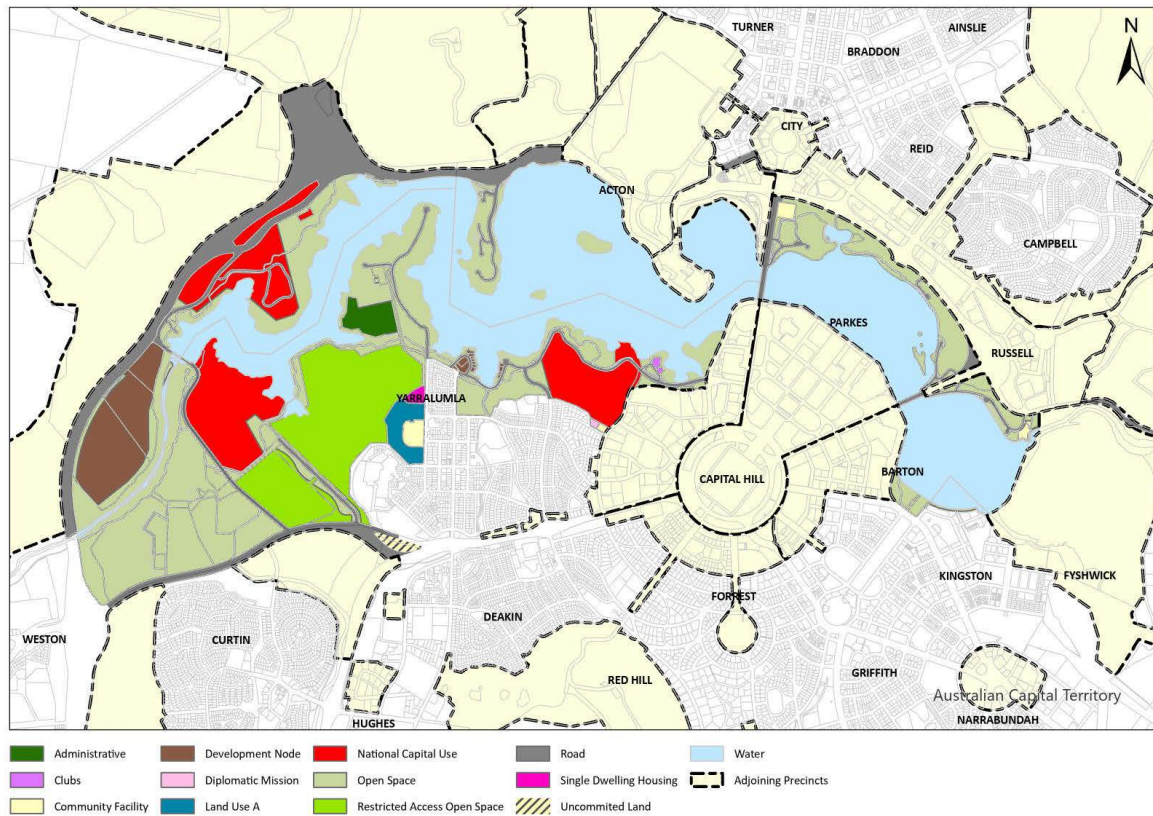 TURNER
AINSLIE
BRADDON
N
CITY
REID
ACTON
CAMPBELL
PARKES
RUSSELL
YARRALUMLA
BARTON
CAPITAL HILL
KINGSTON
FYSHWICK
FORREST
DEAKIN
WESTON
CURTIN
GRIFFITH
RED HILL
Australian Capital Territory
HUGHES
NARRABUNDAH
Administrative
Development Node
National Capital Use
Road
Water
Clubs
Diplomatic Mission
Open Space
Single Dwelling Housing
Adjoining Precincts
Community Facility
Land Use A
Restricted Access Open Space
Uncommited Land